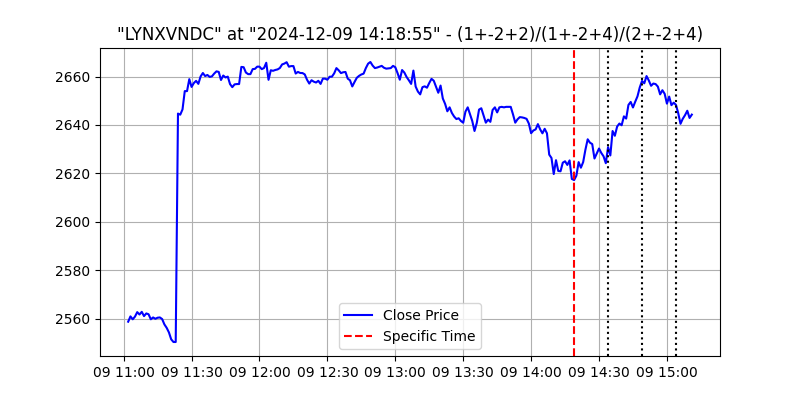 "LYNXVNDC" at "2024-12-09 14:18:55" - (1+-2+2)/(1+-2+4)/(2+-2+4)
2660
2640
2620
2600
2580
2560
Close Price
Specific Time
09 11:00 09 11:30 09 12:00 09 12:30 09 13:00 09 13:30 09 14:00 09 14:30 09 15:00